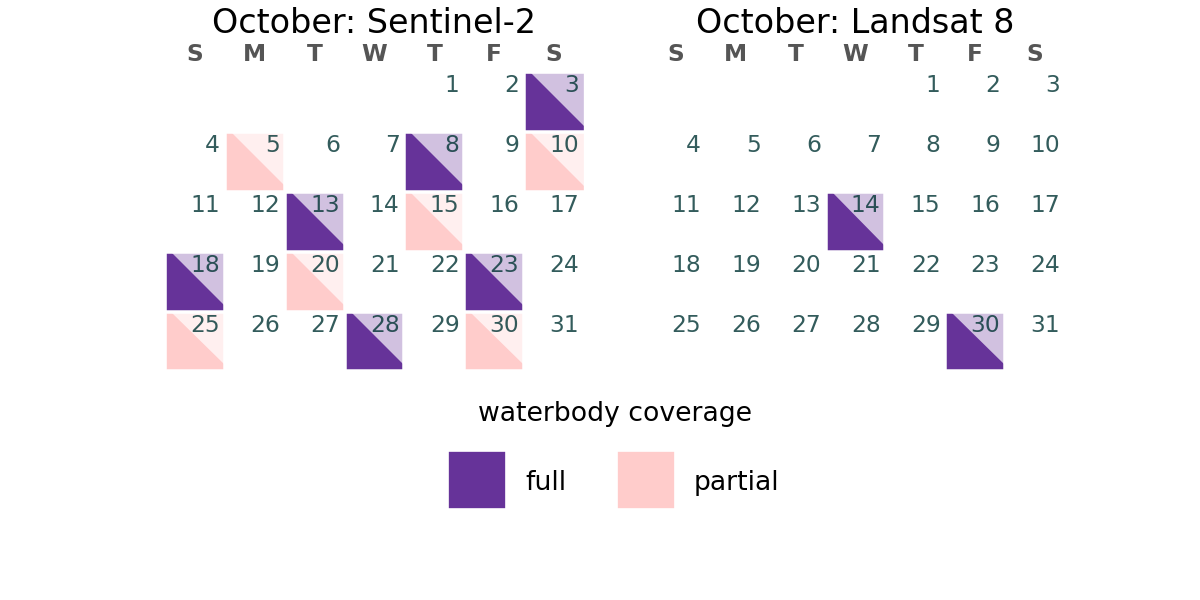 October: Sentinel-2
S M T W T F S
1 2 3
4 5 6 7 8 9 10
11 12 13 14 15 16 17
18 19 20 21 22 23 24
25 26 27 28 29 30 31
October: Landsat 8
S M T W T F S
1 2 3
4 5 6 7 8 9 10
11 12 13 14 15 16 17
18 19 20 21 22 23 24
25 26 27 28 29 30 31
waterbody coverage
full
partial